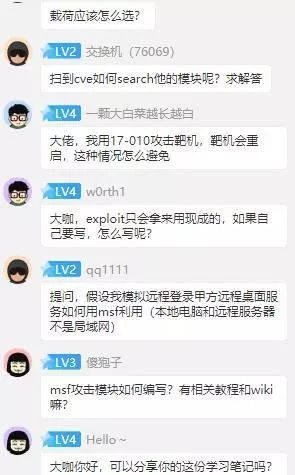 载荷应该怎么选?
LV2 交换机（76069）
扫到cve如何search他的模块呢？求解答
LV4 一颗大白菜越长越白
大佬，我用17-010攻击靶机，靶机会重
启，这种情况怎么避免
LV4 w0rth1
大咖，exploit只会拿来用现成的，如果自
己要写，怎么写呢？
LV2 qq1111
提问，假设我模拟远程登录甲方远程桌面服
务如何用msf利用（本地电脑和远程服务器
不是局域网）
LV3 傻狍子
msf攻击模块如何编写？有相关教程和wiki
嘛？
LV4 Hello～
大咖你好，可以分享你的这份学习笔记吗？